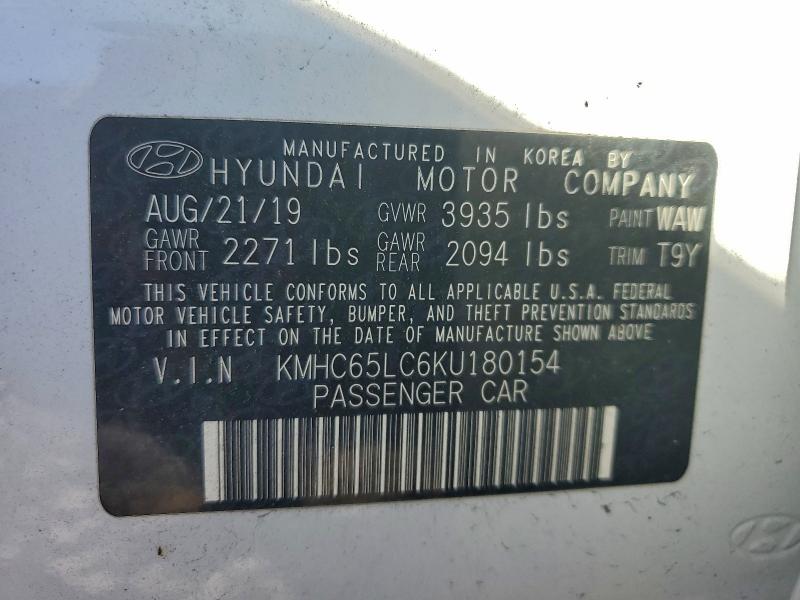 MANUFACTURED IN KOREA BY
HYUNDAI MOTOR COMPANY
AUG/21/19 GVWR 3935 lbs PAINT WAW
GAWR FRONT 2271 lbs GAWR REAR 2094 lbs TRIM T9Y
THIS VEHICLE CONFORMS TO ALL APPLICABLE U.S.A. FEDERAL
MOTOR VEHICLE SAFETY, BUMPER, AND THEFT PREVENTION STANDARDS
IN EFFECT ON THE DATE OF MANUFACTURE SHOWN ABOVE
V.I.N KMHC65LC6KU180154
PASSENGER CAR